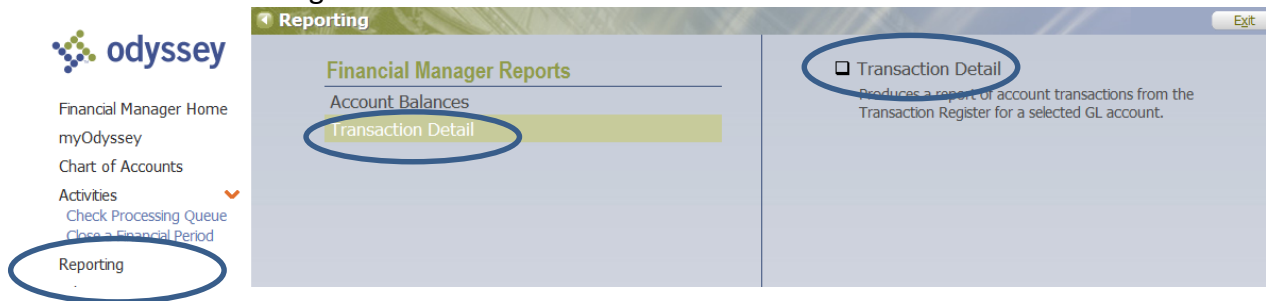 Reporting
Exit
odyssey
Financial Manager Home
myOdyssey
Chart of Accounts
Activities
Check Processing Queue
Close a Financial Period
Reporting
Financial Manager Reports
Account Balances
Transaction Detail
Transaction Detail
Produces a report of account transactions from the
Transaction Register for a selected GL account.